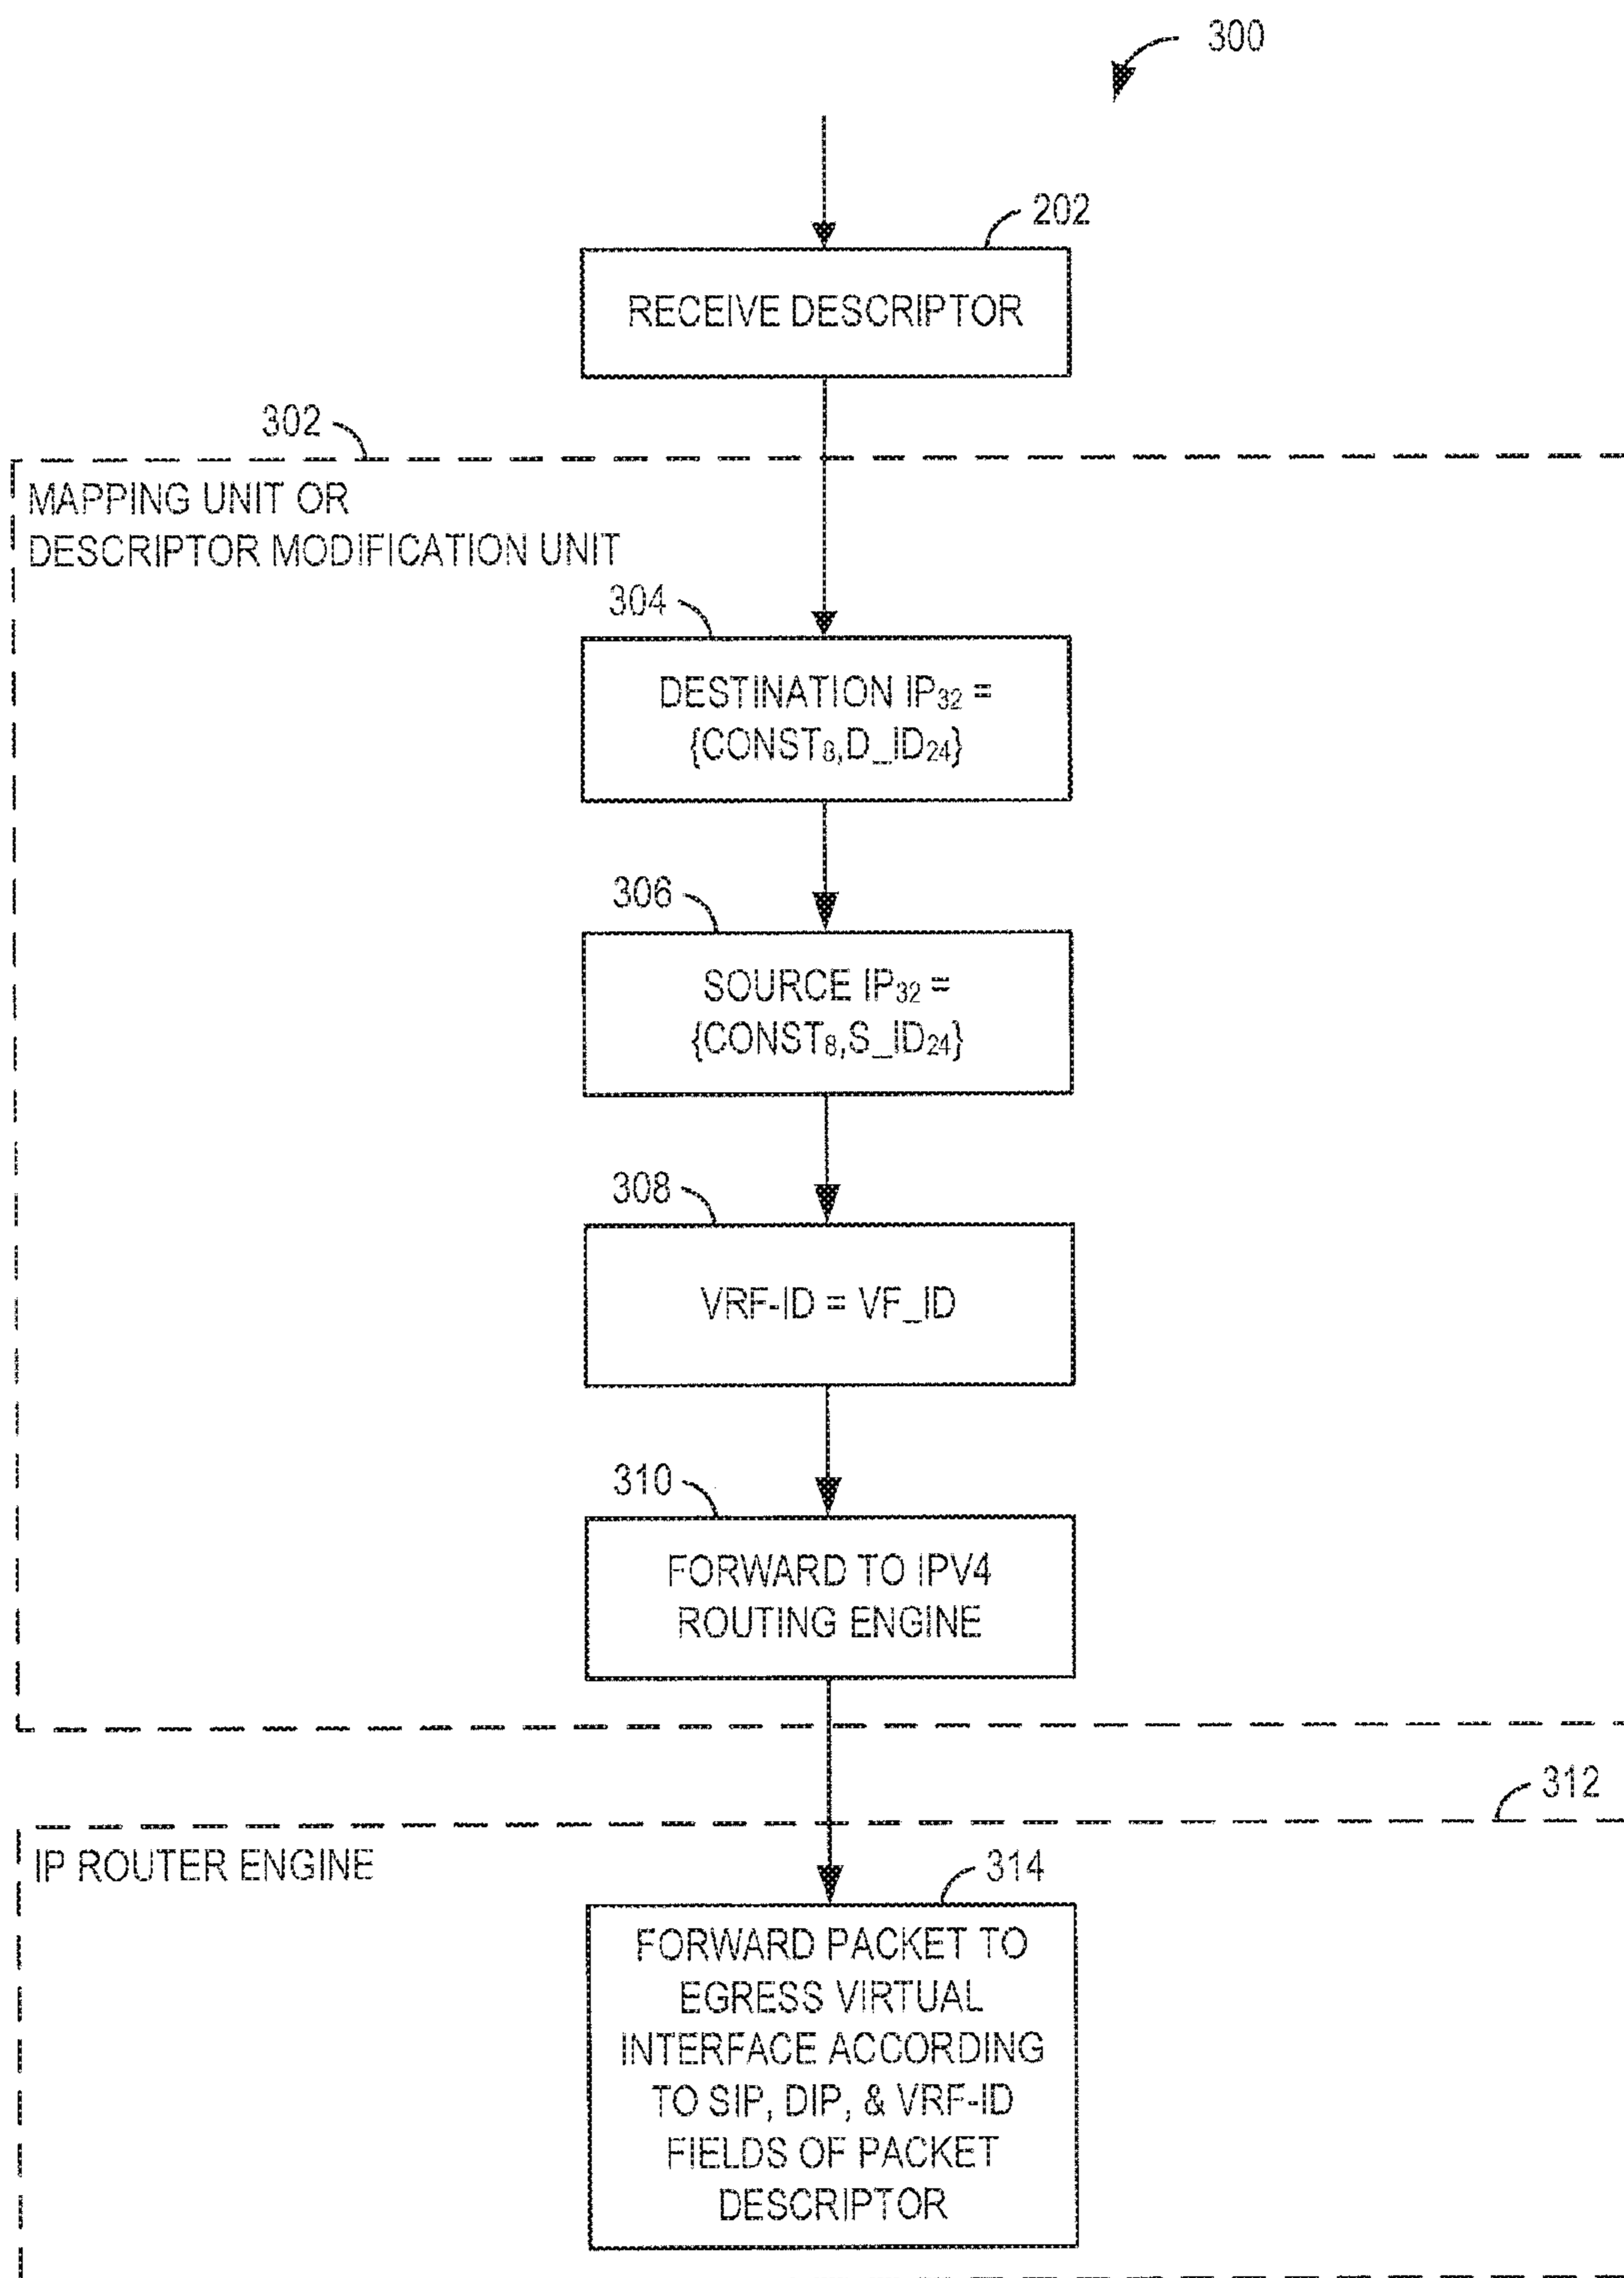 300
202
RECEIVE DESCRIPTOR
302
MAPPING UNIT OR
DESCRIPTOR MODIFICATION UNIT
304
DESTINATION IP32 =
{CONST8,D_ID24}
306
SOURCE IP32 =
{CONST8,S_ID24}
308
VRF-ID = VF_ID
310
FORWARD TO IPV4
ROUTING ENGINE
312
IP ROUTER ENGINE
314
FORWARD PACKET TO
EGRESS VIRTUAL
INTERFACE ACCORDING
TO SIP, DIP, & VRF-ID
FIELDS OF PACKET
DESCRIPTOR